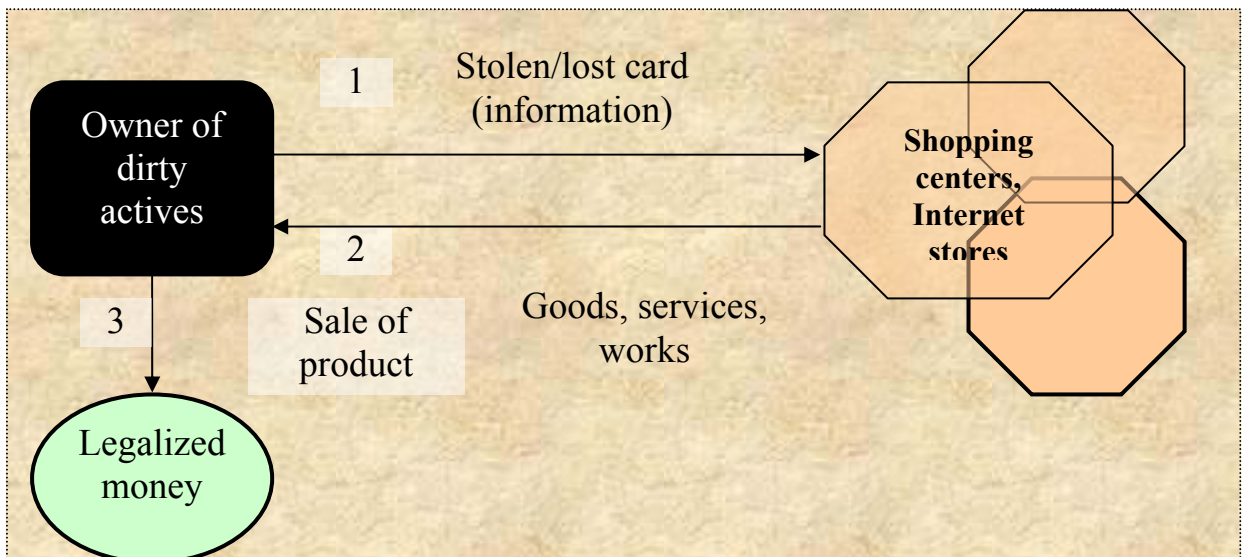 1
Stolen/lost card
(information)
Owner of
dirty
actives
Shopping
centers,
Internet
stores
2
Goods, services,
works
3
Sale of
product
Legalized
money